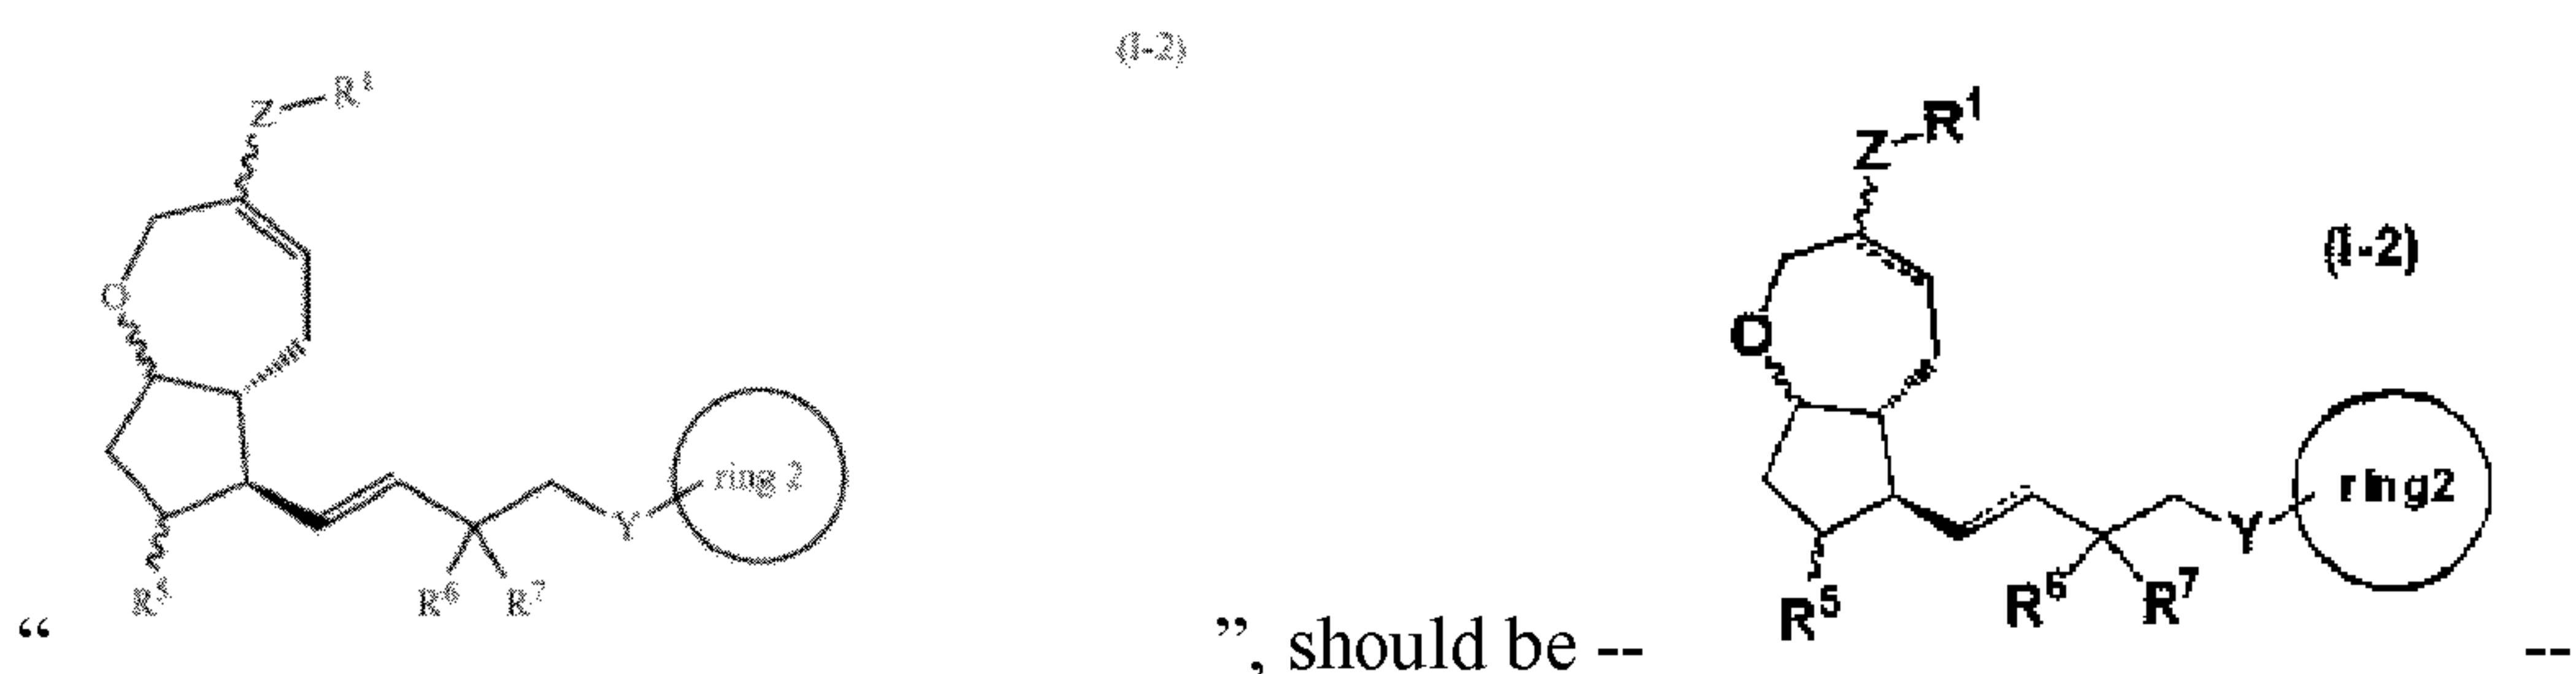 (I-2)
Z R¹
O
ring 2
Y
R⁵ R⁶ R⁷
“ ”, should be -- --
Z R¹
(I-2)
O
ring2
Y
R⁵ R⁶ R⁷